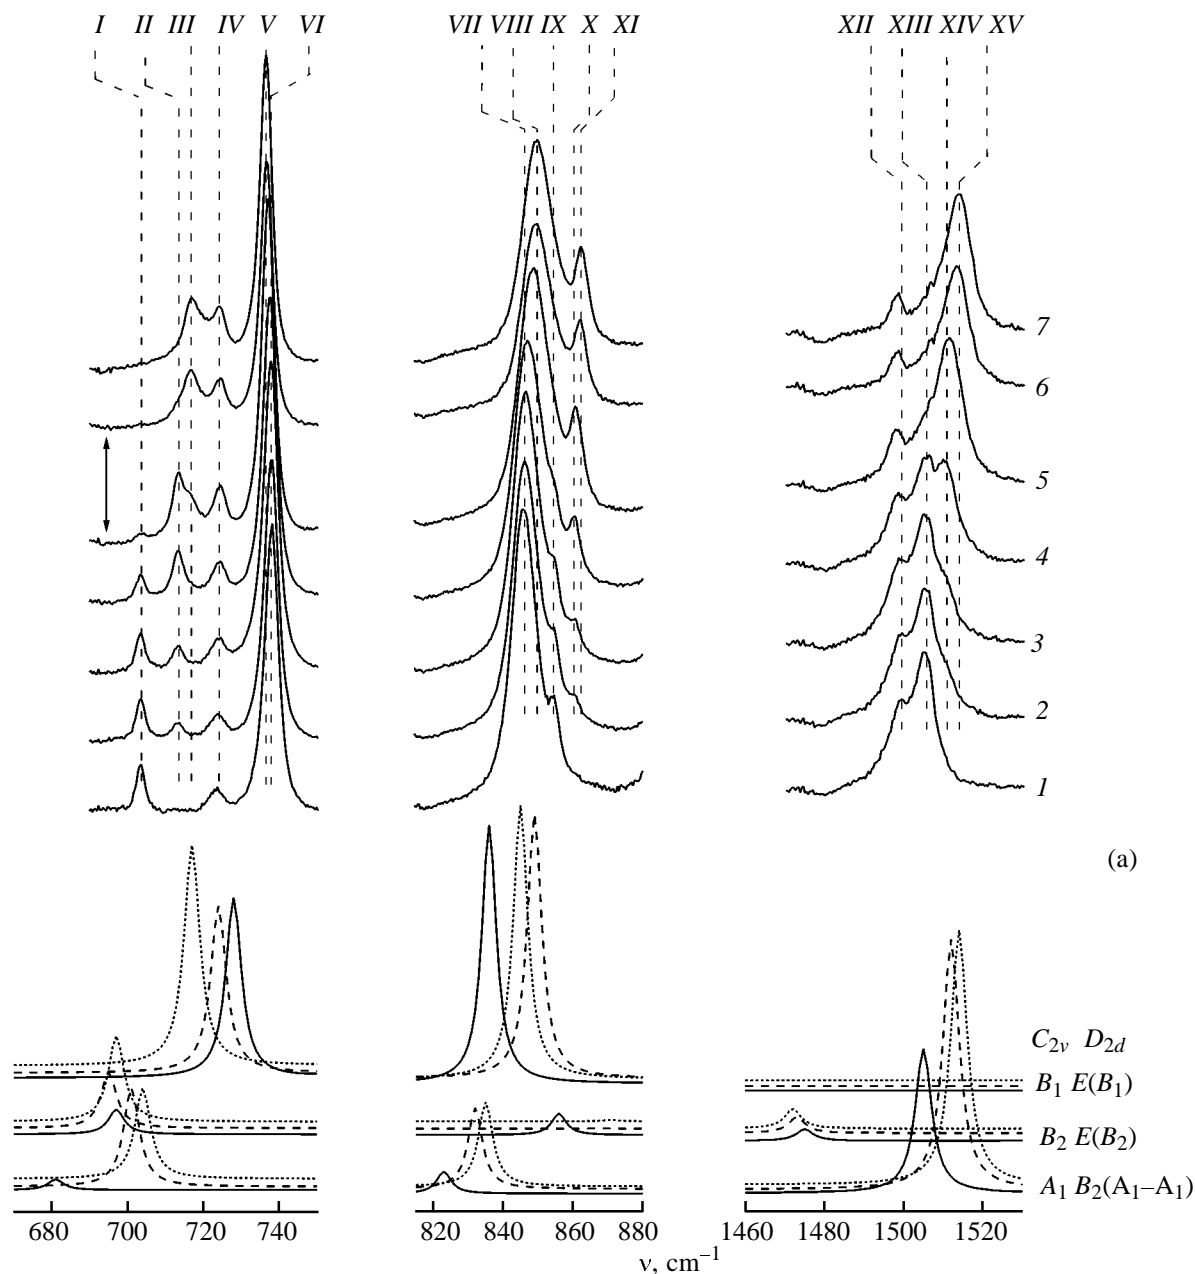 I II III IV V VI VII VIII IX X XI XII XIII XIV XV
7
6
5
4
3
2
1
(a)
C2v D2d
B1 E(B1)
B2 E(B2)
A1 B2(A1–A1)
680 700 720 740 820 840 860 880 1460 1480 1500 1520
ν, cm–1